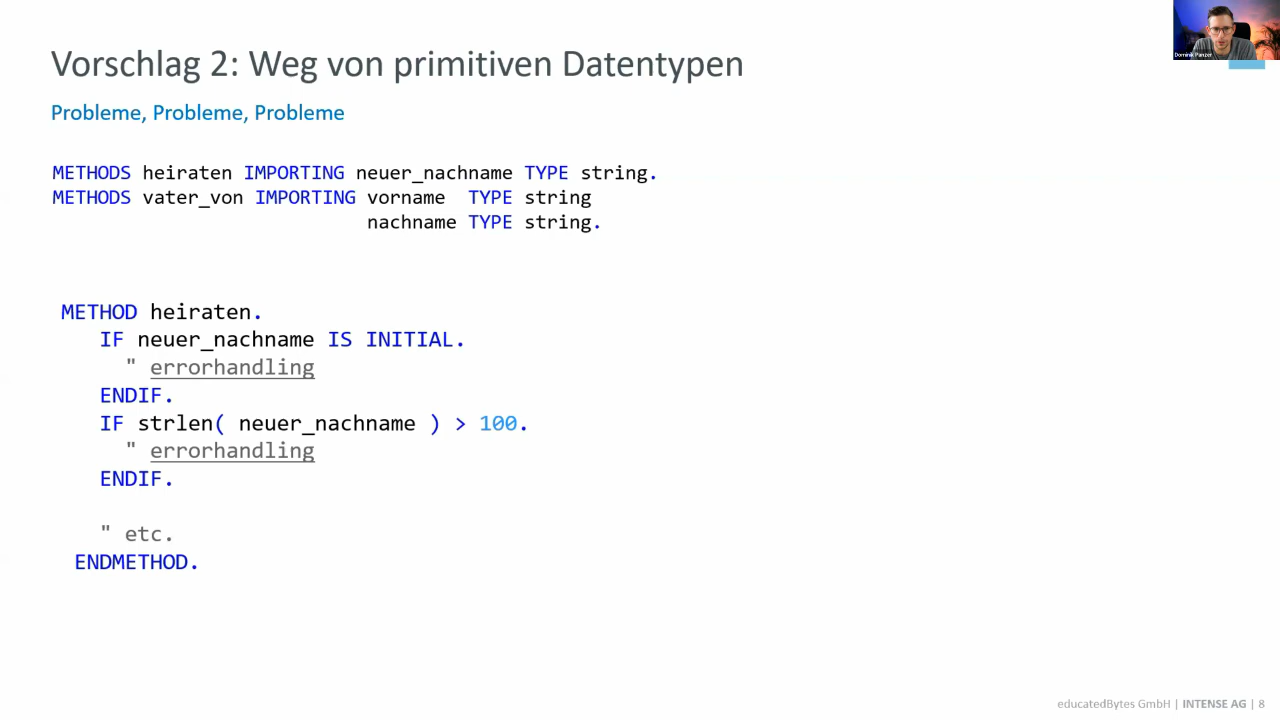 Dominik Panzer
Vorschlag 2: Weg von primitiven Datentypen
Probleme, Probleme, Probleme
METHODS heiraten IMPORTING neuer_nachname TYPE string.
METHODS vater_von IMPORTING vorname  TYPE string
nachname TYPE string.
METHOD heiraten.
IF neuer_nachname IS INITIAL.
" errorhandling
ENDIF.
IF strlen( neuer_nachname ) > 100.
" errorhandling
ENDIF.
" etc.
ENDMETHOD.
educatedBytes GmbH | INTENSE AG | 8